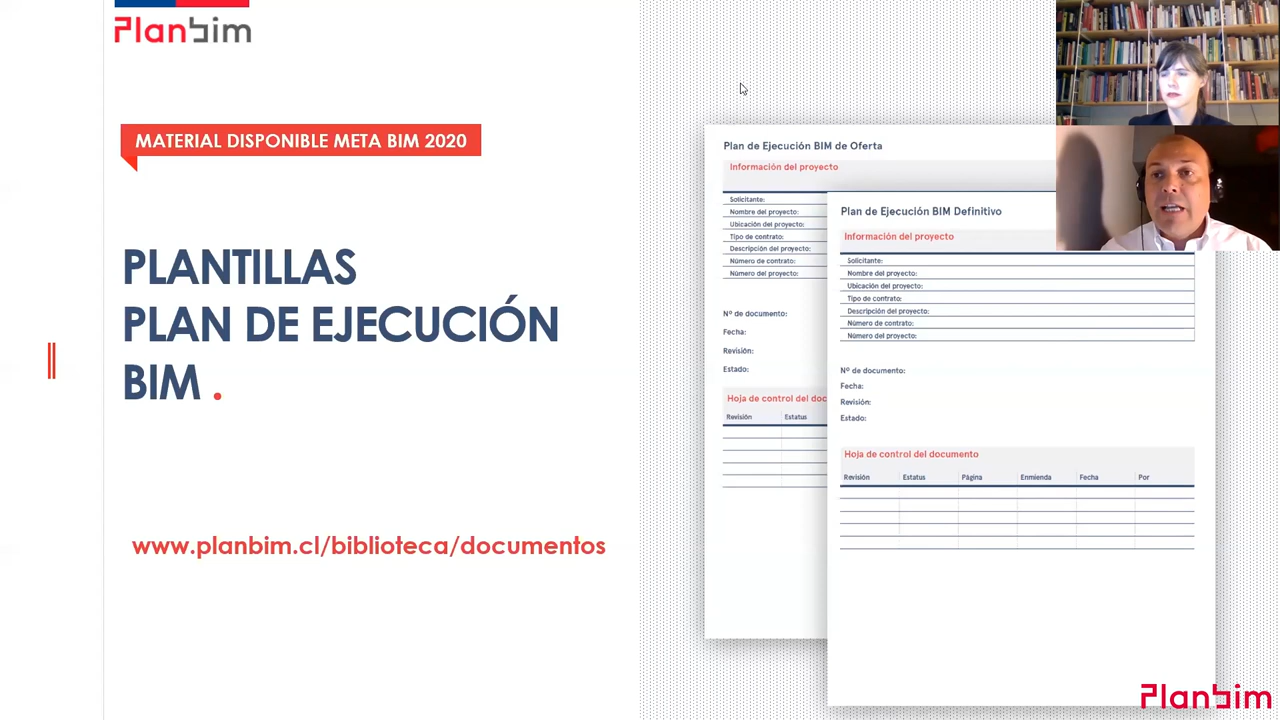 Planbim
MATERIAL DISPONIBLE META BIM 2020
PLANTILLAS
PLAN DE EJECUCIÓN
BIM .
www.planbim.cl/biblioteca/documentos
Plan de Ejecución BIM de Oferta
Información del proyecto
Solicitante:
Nombre del proyecto:
Ubicación del proyecto:
Tipo de contrato:
Descripción del proyecto:
Número de contrato:
Número del proyecto:
Nº de documento:
Fecha:
Revisión:
Estado:
Hoja de control del doc
Revisión Estatus
Plan de Ejecución BIM Definitivo
Información del proyecto
Solicitante:
Nombre del proyecto:
Ubicación del proyecto:
Tipo de contrato:
Descripción del proyecto:
Número de contrato:
Número del proyecto:
Nº de documento:
Fecha:
Revisión:
Estado:
Hoja de control del documento
Revisión Estatus Página Enmienda Fecha Por
Planbim